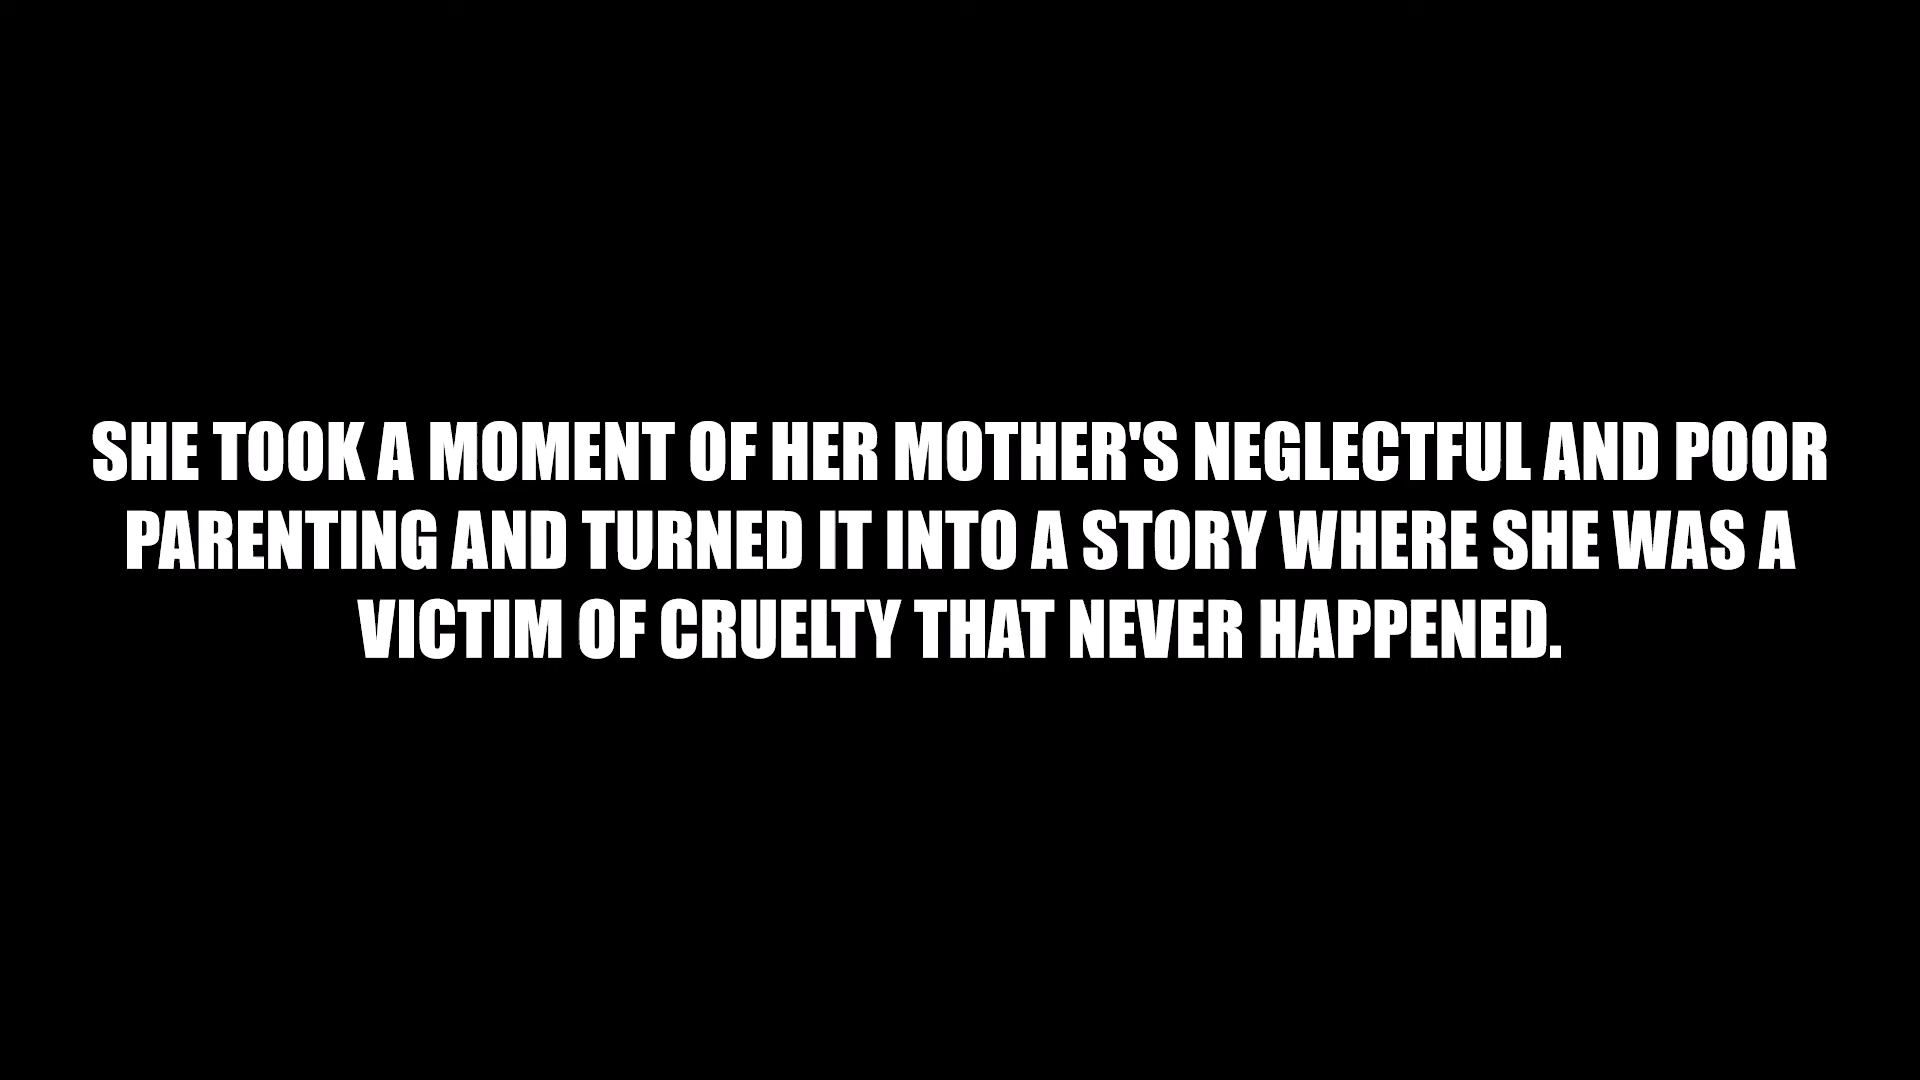 SHE TOOK A MOMENT OF HER MOTHER'S NEGLECTFUL AND POOR
PARENTING AND TURNED IT INTO A STORY WHERE SHE WAS A
VICTIM OF CRUELTY THAT NEVER HAPPENED.